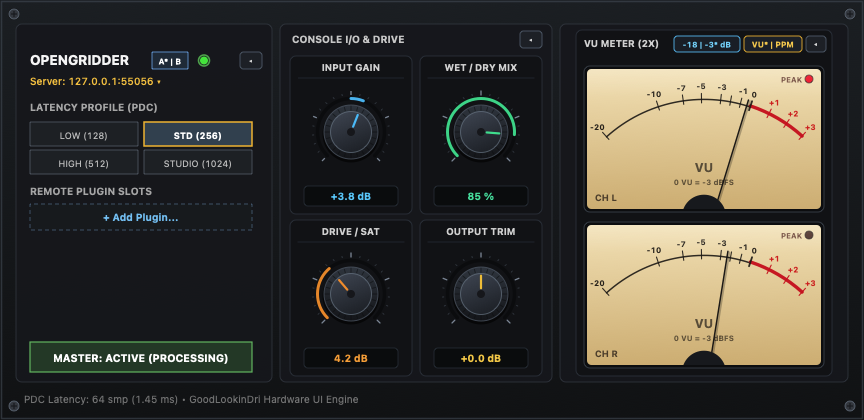 OPENGRIDDER
A* | B
◂
Server: 127.0.0.1:55056 ▾
LATENCY PROFILE (PDC)
LOW (128)
STD (256)
HIGH (512)
STUDIO (1024)
REMOTE PLUGIN SLOTS
+ Add Plugin...
MASTER: ACTIVE (PROCESSING)
CONSOLE I/O & DRIVE
◂
INPUT GAIN
+3.8 dB
WET / DRY MIX
85 %
DRIVE / SAT
4.2 dB
OUTPUT TRIM
+0.0 dB
VU METER (2X)
-18 | -3* dB
VU* | PPM
◂
PEAK
-20 -10 -7 -5 -3 -1 0 +1 +2 +3
VU
0 VU = -3 dBFS
CH L
PEAK
-20 -10 -7 -5 -3 -1 0 +1 +2 +3
VU
0 VU = -3 dBFS
CH R
PDC Latency: 64 smp (1.45 ms) • GoodLookinDri Hardware UI Engine